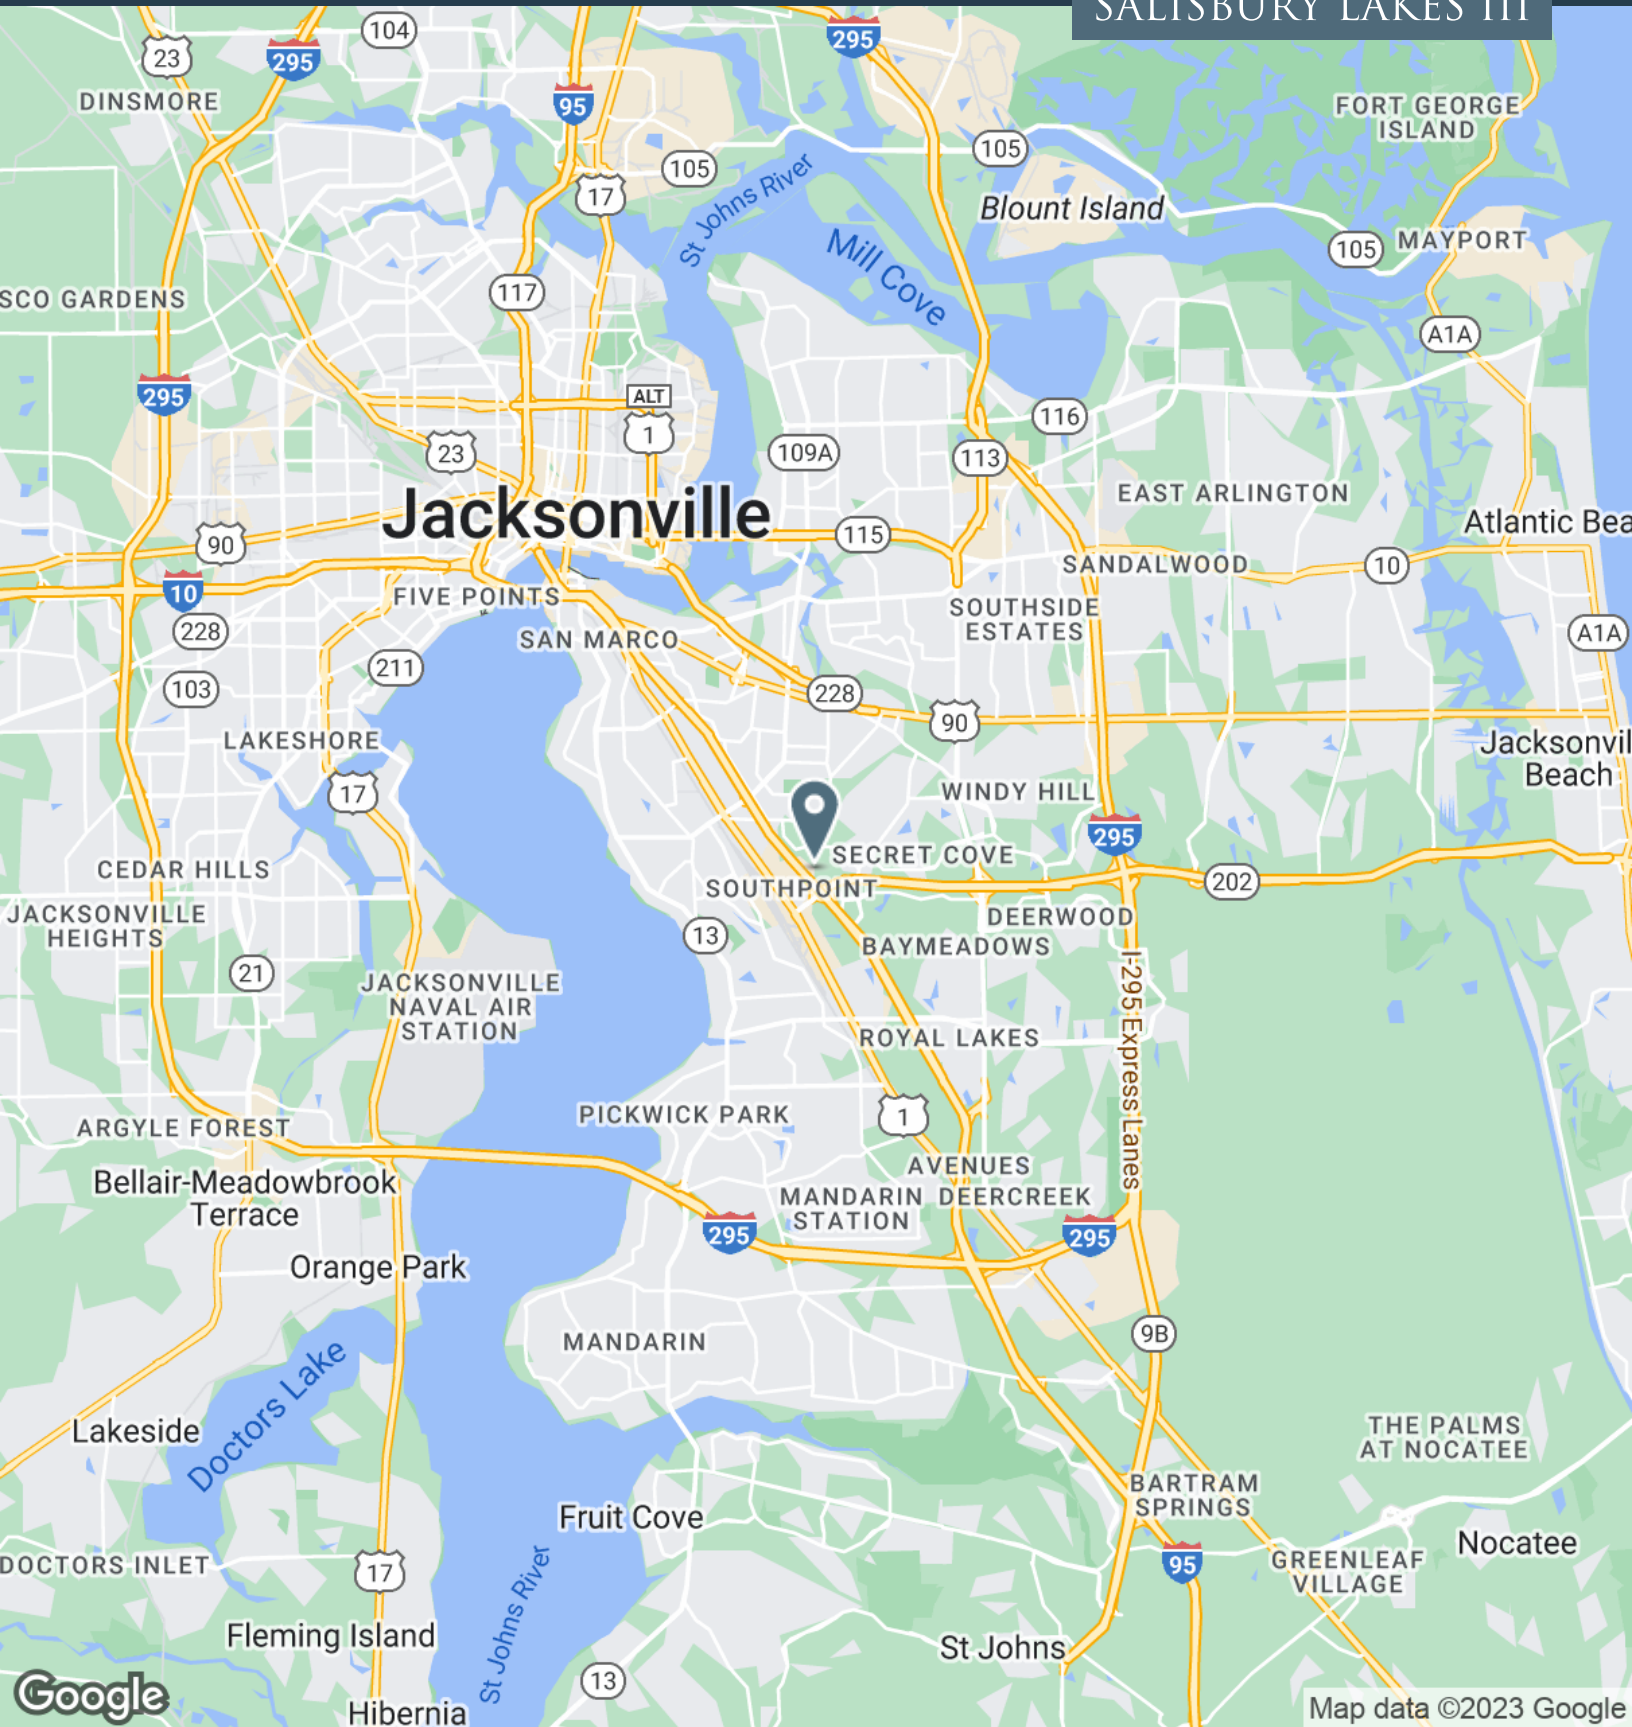 SALISBURY LAKES III
104
23
295
295
95
DINSMORE
FORT GEORGE
ISLAND
105
105
17
St Johns River
Blount Island
Mill Cove
105
MAYPORT
117
SCO GARDENS
A1A
295
ALT
1
116
23
109A
113
EAST ARLINGTON
Jacksonville
Atlantic Bea
90
115
SANDALWOOD
10
10
FIVE POINTS
SOUTHSIDE
ESTATES
228
SAN MARCO
A1A
211
103
228
90
LAKESHORE
Jacksonvil
Beach
17
WINDY HILL
295
SECRET COVE
CEDAR HILLS
SOUTHPOINT
202
JACKSONVILLE
HEIGHTS
DEERWOOD
13
BAYMEADOWS
21
JACKSONVILLE
NAVAL AIR
STATION
I-295 Express Lanes
ROYAL LAKES
PICKWICK PARK
1
ARGYLE FOREST
AVENUES
Bellair-Meadowbrook
Terrace
MANDARIN
STATION
DEERCREEK
295
295
Orange Park
MANDARIN
9B
Doctors Lake
Lakeside
THE PALMS
AT NOCATEE
BARTRAM
SPRINGS
Fruit Cove
Nocatee
DOCTORS INLET
17
95
GREENLEAF
VILLAGE
St Johns River
Fleming Island
St Johns
13
Google
Hibernia
Map data ©2023 Google